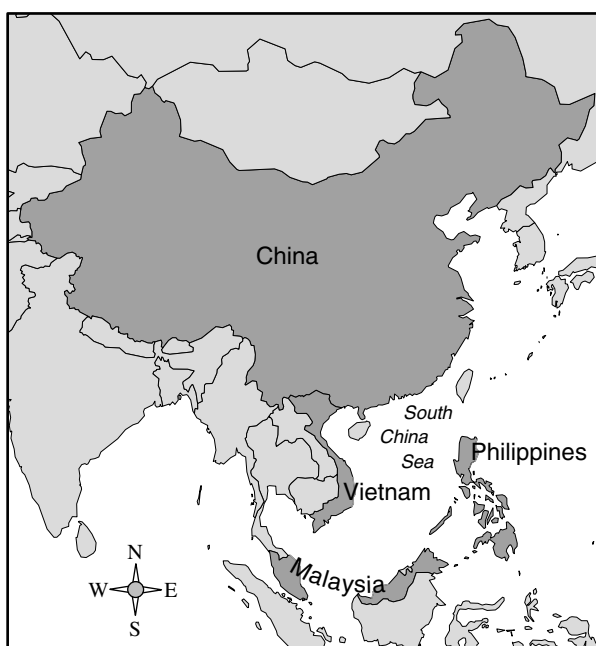 China
South
China
Sea
Philippines
Vietnam
Malaysia
N
W E
S